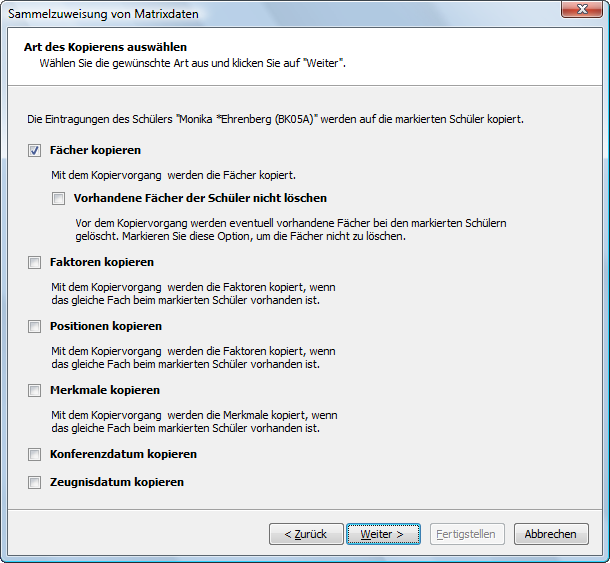 Sammelzuweisung von Matrixdaten
Art des Kopierens auswählen
Wählen Sie die gewünschte Art aus und klicken Sie auf "Weiter".
Die Eintragungen des Schülers "Monika *Ehrenberg (BK05A)" werden auf die markierten Schüler kopiert.
Fächer kopieren
Mit dem Kopiervorgang werden die Fächer kopiert.
Vorhandene Fächer der Schüler nicht löschen
Vor dem Kopiervorgang werden eventuell vorhandene Fächer bei den markierten Schülern
gelöscht. Markieren Sie diese Option, um die Fächer nicht zu löschen.
Faktoren kopieren
Mit dem Kopiervorgang werden die Faktoren kopiert, wenn
das gleiche Fach beim markierten Schüler vorhanden ist.
Positionen kopieren
Mit dem Kopiervorgang werden die Faktoren kopiert, wenn
das gleiche Fach beim markierten Schüler vorhanden ist.
Merkmale kopieren
Mit dem Kopiervorgang werden die Merkmale kopiert, wenn
das gleiche Fach beim markierten Schüler vorhanden ist.
Konferenzdatum kopieren
Zeugnisdatum kopieren
< Zurück Weiter > Fertigstellen Abbrechen